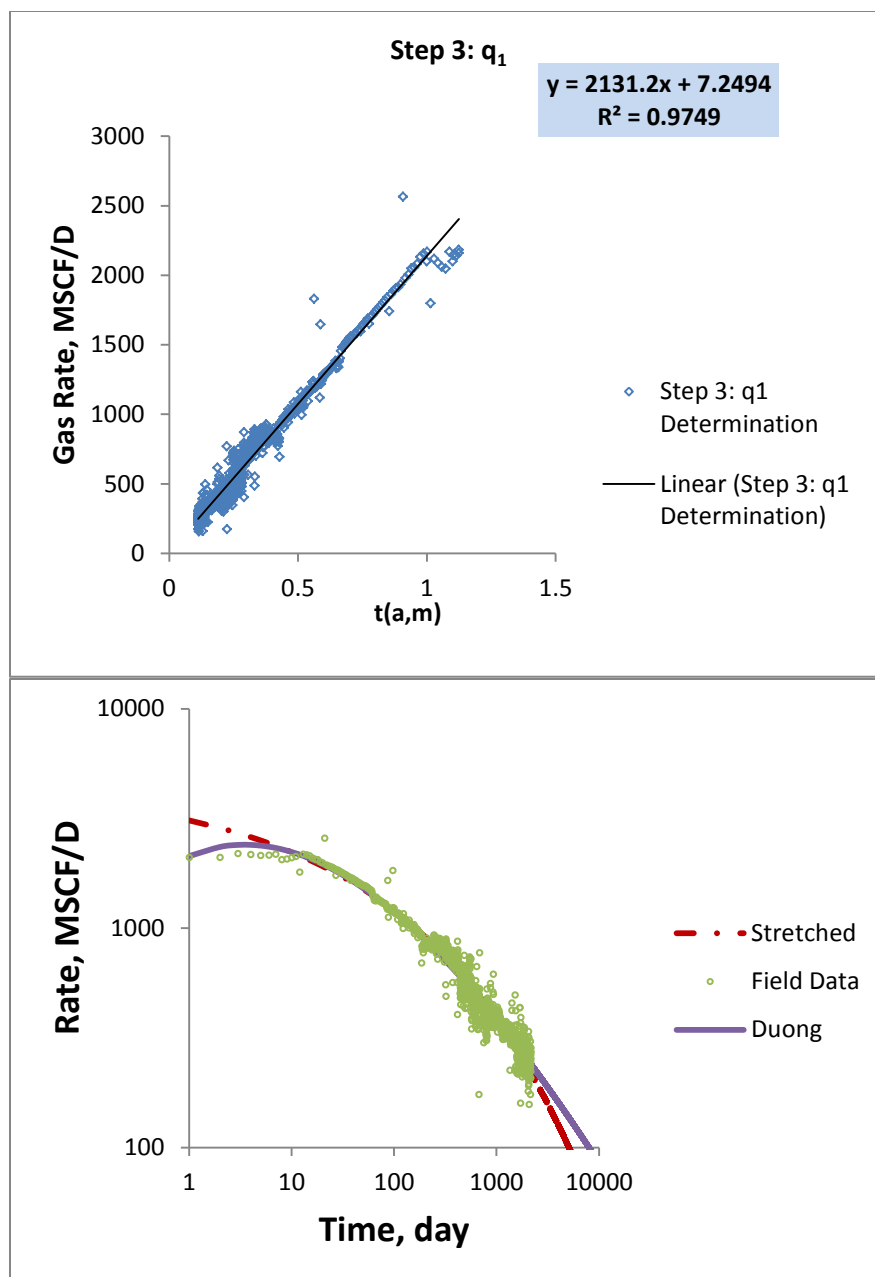 Step 3: q₁
y = 2131.2x + 7.2494
R² = 0.9749
3000
2500
2000
1500
1000
500
0
Gas Rate, MSCF/D
0 0.5 1 1.5
t(a,m)
Step 3: q1
Determination
Linear (Step 3: q1
Determination)
10000
1000
100
Rate, MSCF/D
1 10 100 1000 10000
Time, day
Stretched
Field Data
Duong